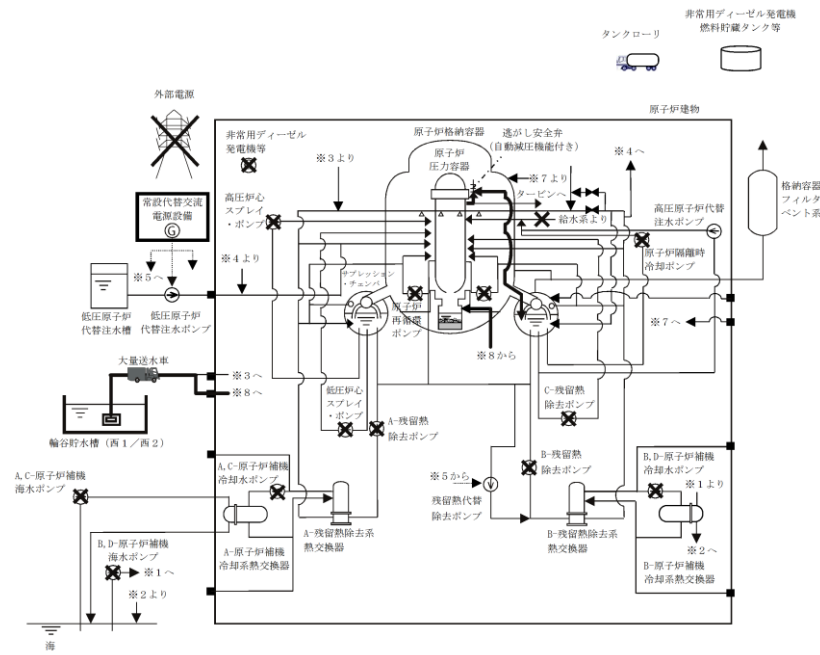 非常用ディーゼル発電機
燃料貯蔵タンク等
タンクローリ
外部電源
原子炉建物
非常用ディーゼル
発電機等
原子炉格納容器
原子炉
圧力容器
逃がし安全弁
(自動減圧機能付き)
※3より
※4へ
※7より
タービンへ
給水系より
格納容器
フィルタ
ベント系
常設代替交流
電源設備
G
高圧炉心
スプレイ
・ポンプ
高圧原子炉代替
注水ポンプ
原子炉隔離時
冷却ポンプ
※5へ
※4より
サプレッション
・チェンバ
低圧原子炉
代替注水槽
低圧原子炉
代替注水ポンプ
原子炉
再循環
ポンプ
※7へ
※8から
大量送水車
※3へ
※8へ
輪谷貯水槽(西1/西2)
低圧炉心
スプレイ
・ポンプ
A-残留熱
除去ポンプ
C-残留熱
除去ポンプ
B-残留熱
除去ポンプ
A,C-原子炉補機
海水ポンプ
A,C-原子炉補機
冷却水ポンプ
※5から
残留熱代替
除去ポンプ
B,D-原子炉補機
冷却水ポンプ
※1より
B,D-原子炉補機
海水ポンプ
※1へ
※2より
A-原子炉補機
冷却系熱交換器
A-残留熱除去系
熱交換器
B-残留熱除去系
熱交換器
※2へ
B-原子炉補機
冷却系熱交換器
海